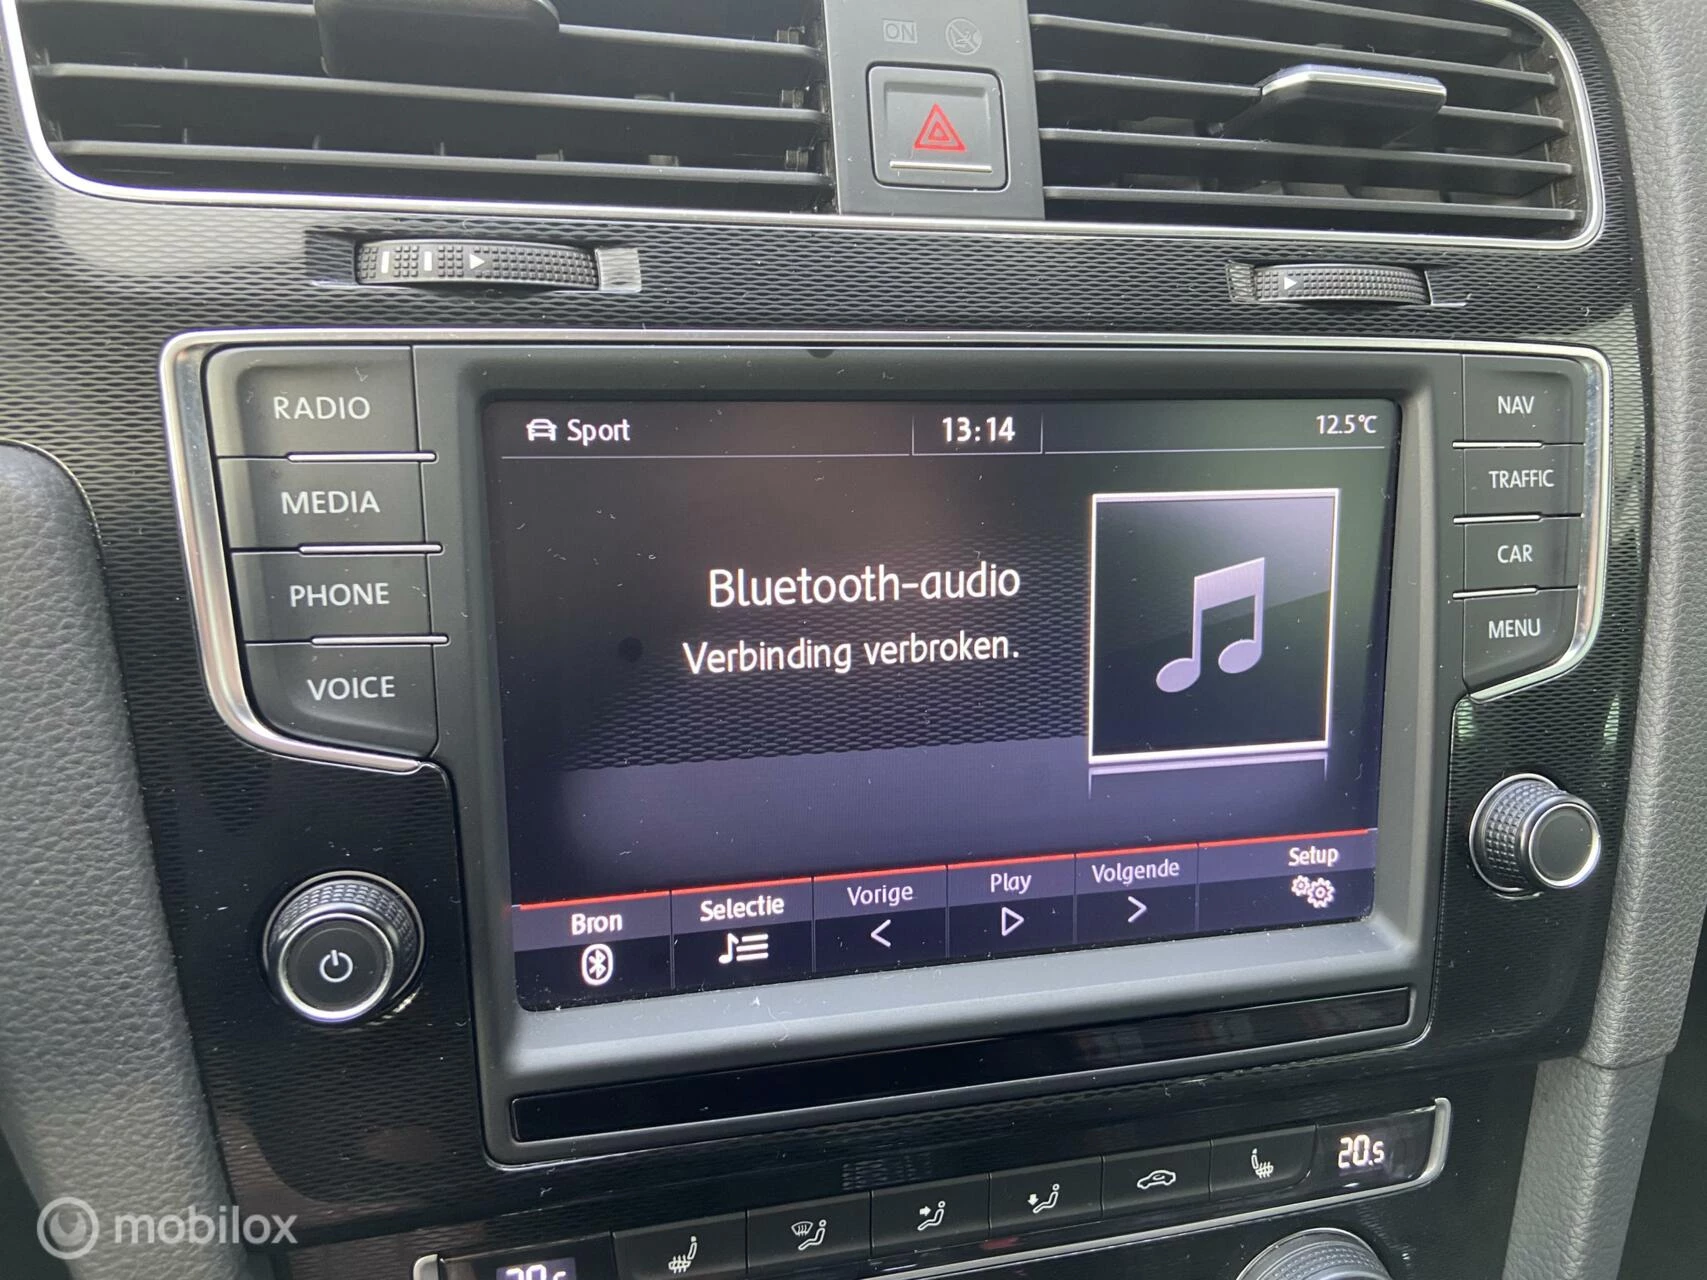 ON
RADIO
MEDIA
PHONE
VOICE
Sport
13:14
12.5°C
Bluetooth-audio
Verbinding verbroken.
Bron
Selectie
Vorige
Play
Volgende
Setup
NAV
TRAFFIC
CAR
MENU
20.5
mobilox